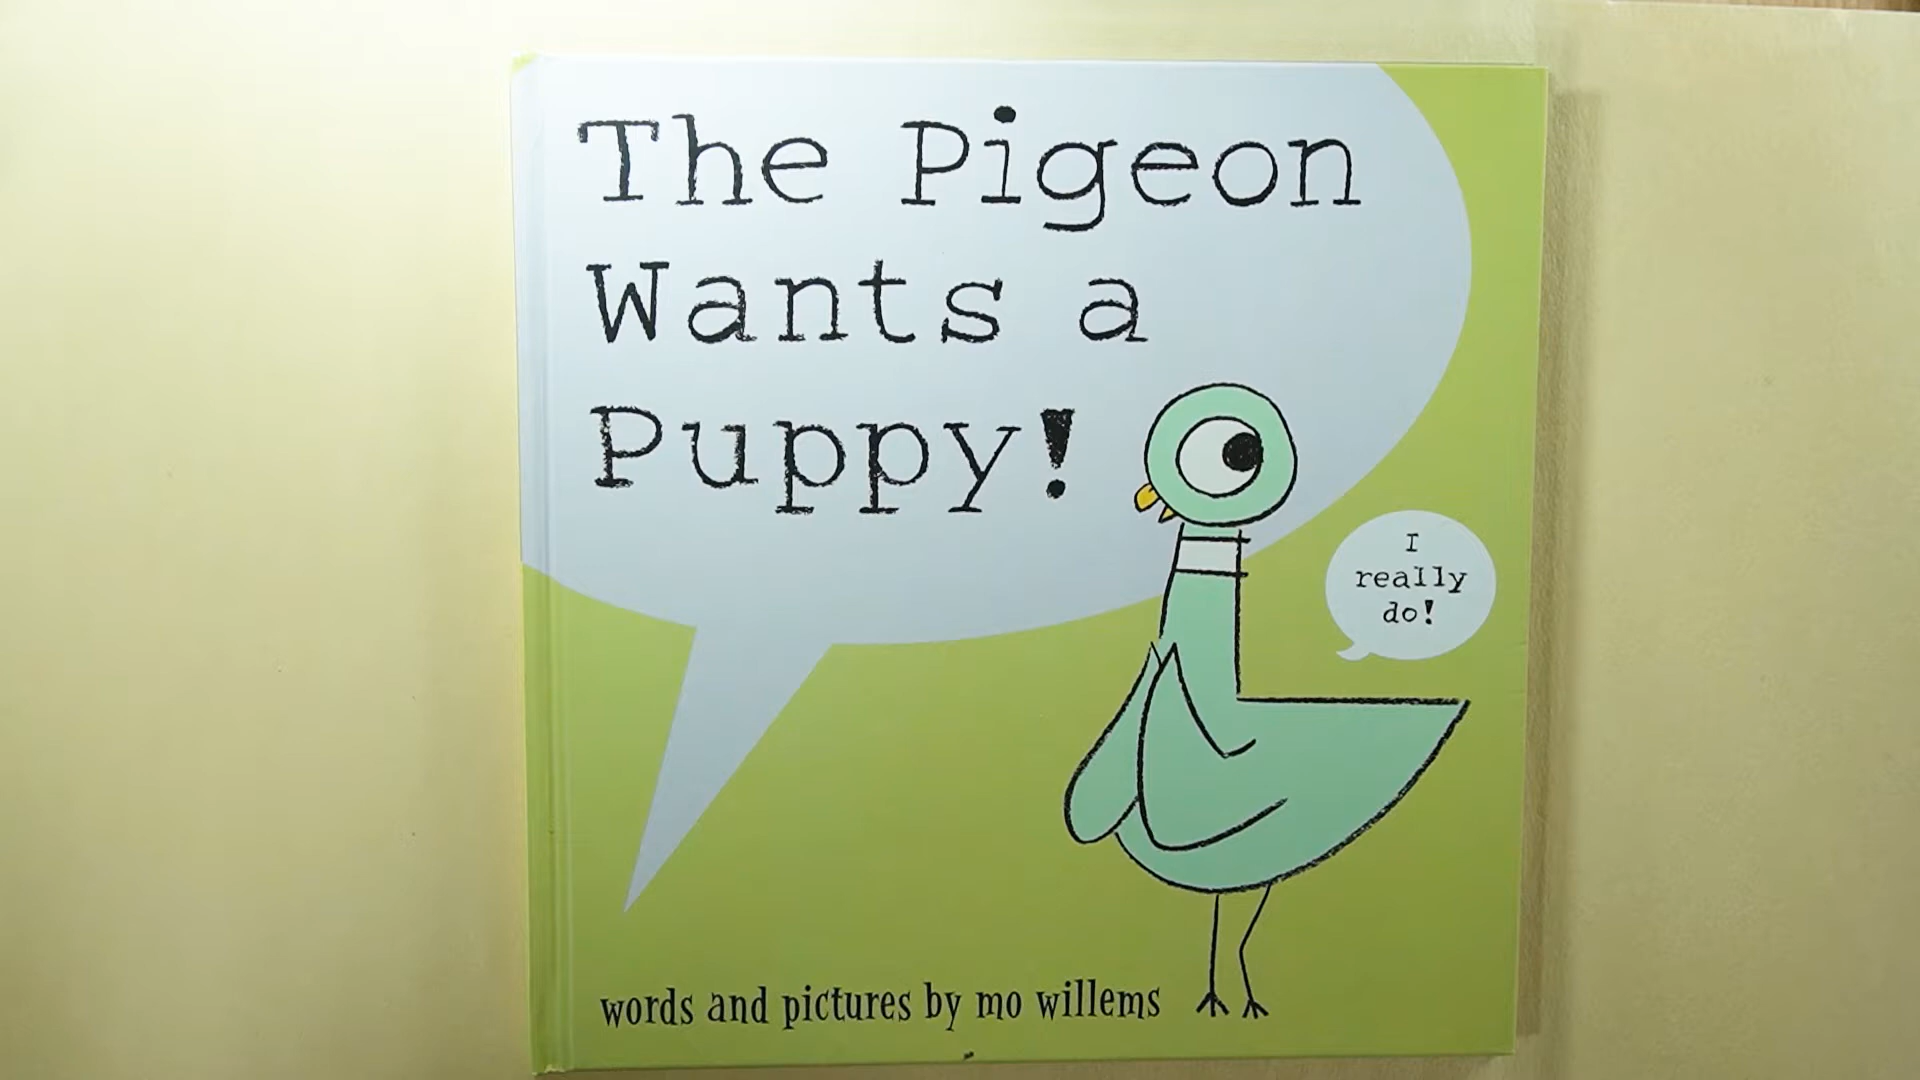 The Pigeon
Wants a
Puppy!
I
really
do!
words and pictures by mo willems